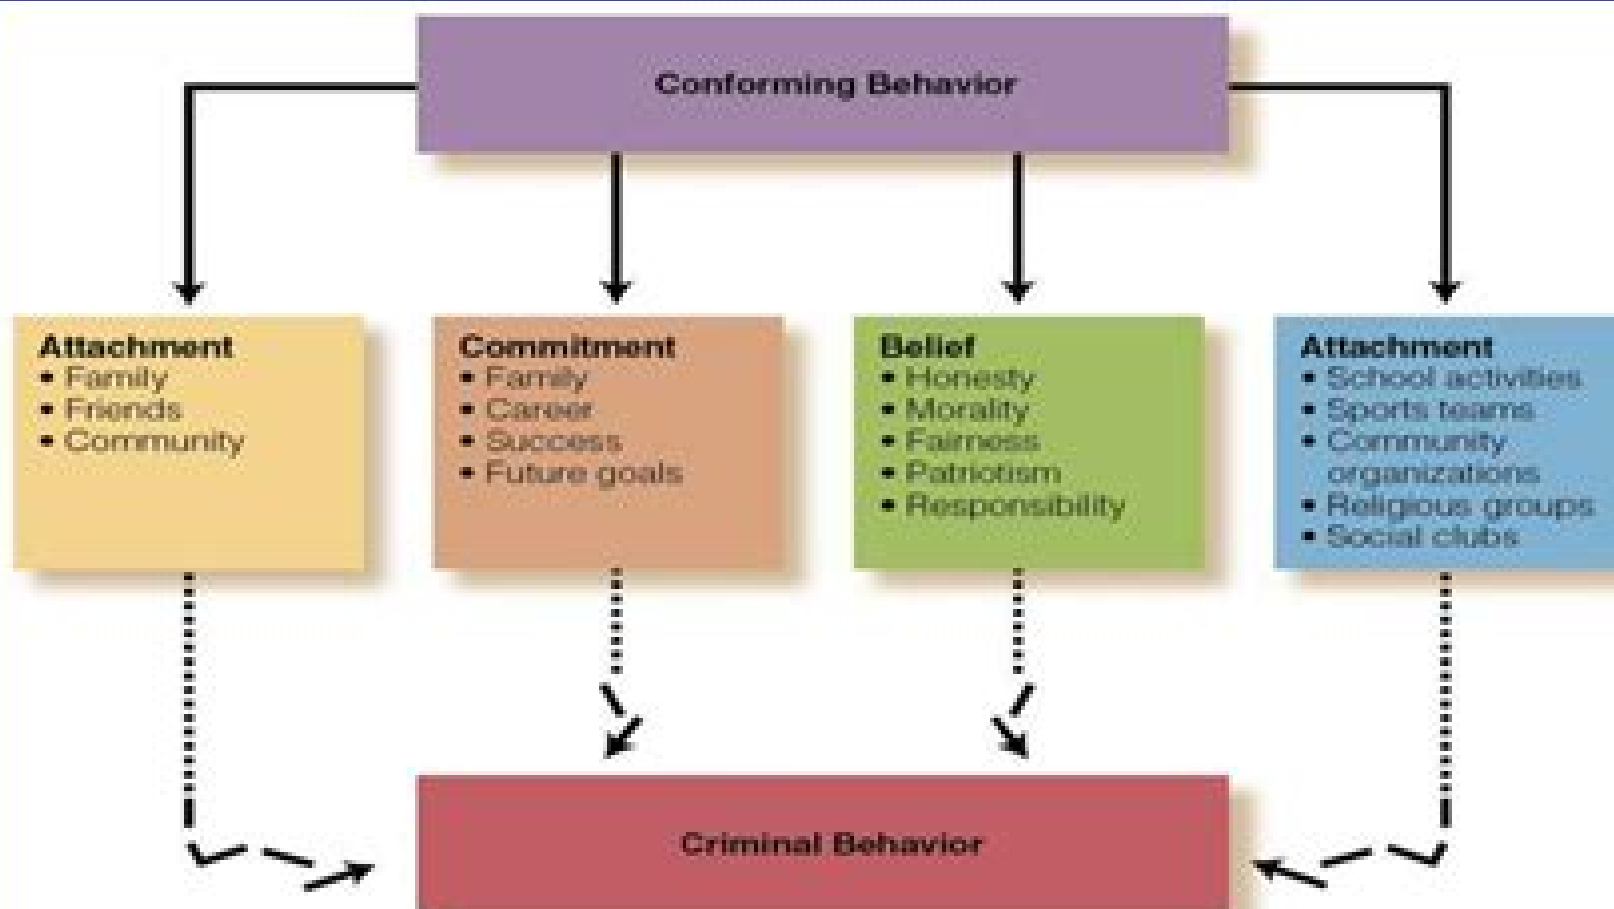 Conforming Behavior
Attachment
• Family
• Friends
• Community
Commitment
• Family
• Career
• Success
• Future goals
Belief
• Honesty
• Morality
• Fairness
• Patriotism
• Responsibility
Attachment
• School activities
• Sports teams
• Community
organizations
• Religious groups
• Social clubs
Criminal Behavior